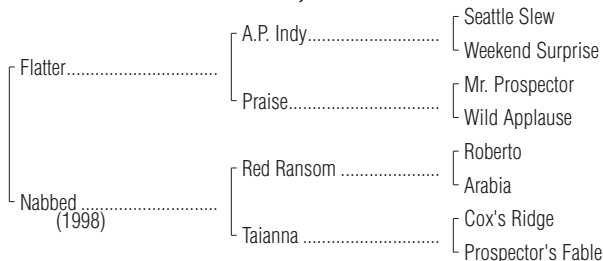 Seattle Slew
A.P. Indy..................................
Weekend Surprise
Flatter.......................................
Mr. Prospector
Praise.......................................
Wild Applause
Roberto
Red Ransom .........................
Arabia
Nabbed ...................................
(1998)
Cox's Ridge
Taianna ..................................
Prospector's Fable